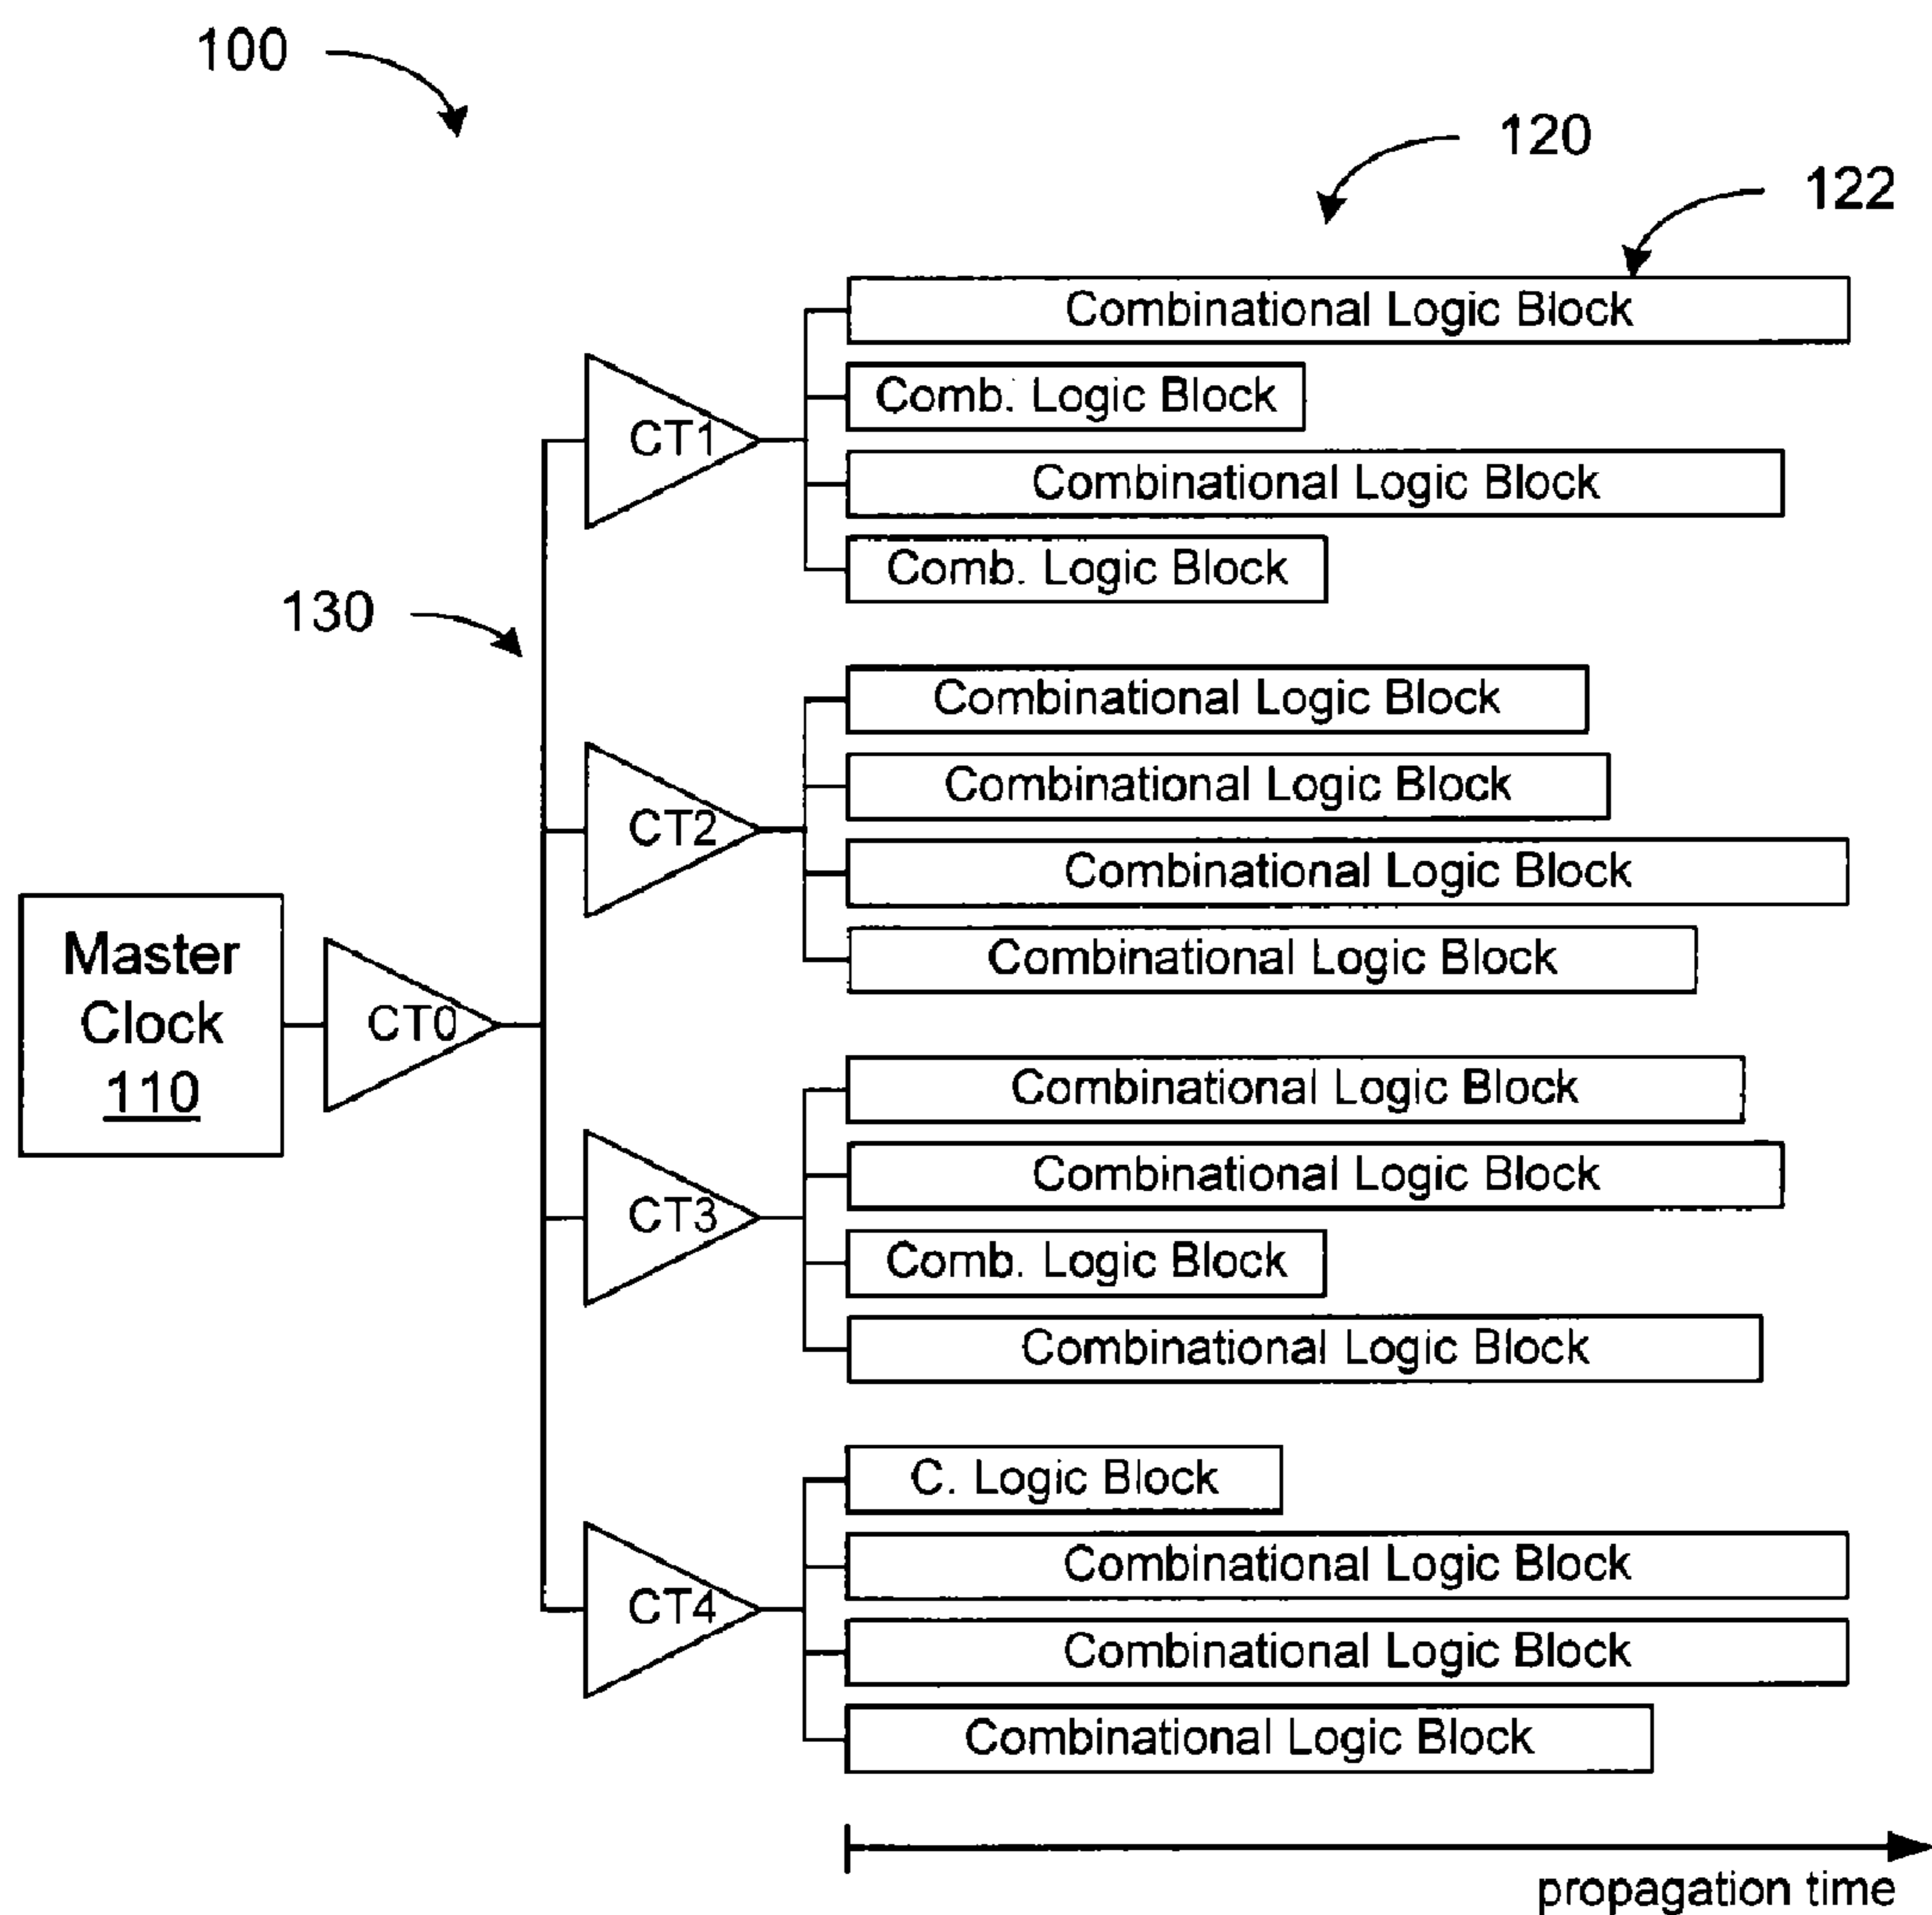 100
120
122
Combinational Logic Block
Comb. Logic Block
CT1
Combinational Logic Block
Comb. Logic Block
130
Combinational Logic Block
Combinational Logic Block
CT2
Combinational Logic Block
Combinational Logic Block
Master
Clock
110
CT0
Combinational Logic Block
Combinational Logic Block
CT3
Comb. Logic Block
Combinational Logic Block
C. Logic Block
Combinational Logic Block
CT4
Combinational Logic Block
Combinational Logic Block
propagation time